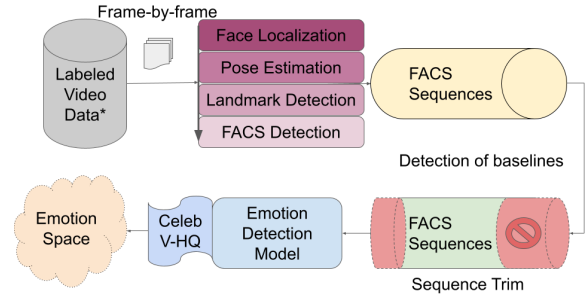 Frame-by-frame
Labeled
Video
Data*
Face Localization
Pose Estimation
Landmark Detection
FACS Detection
FACS
Sequences
Detection of baselines
Emotion
Space
Celeb
V-HQ
Emotion
Detection
Model
FACS
Sequences
Sequence Trim